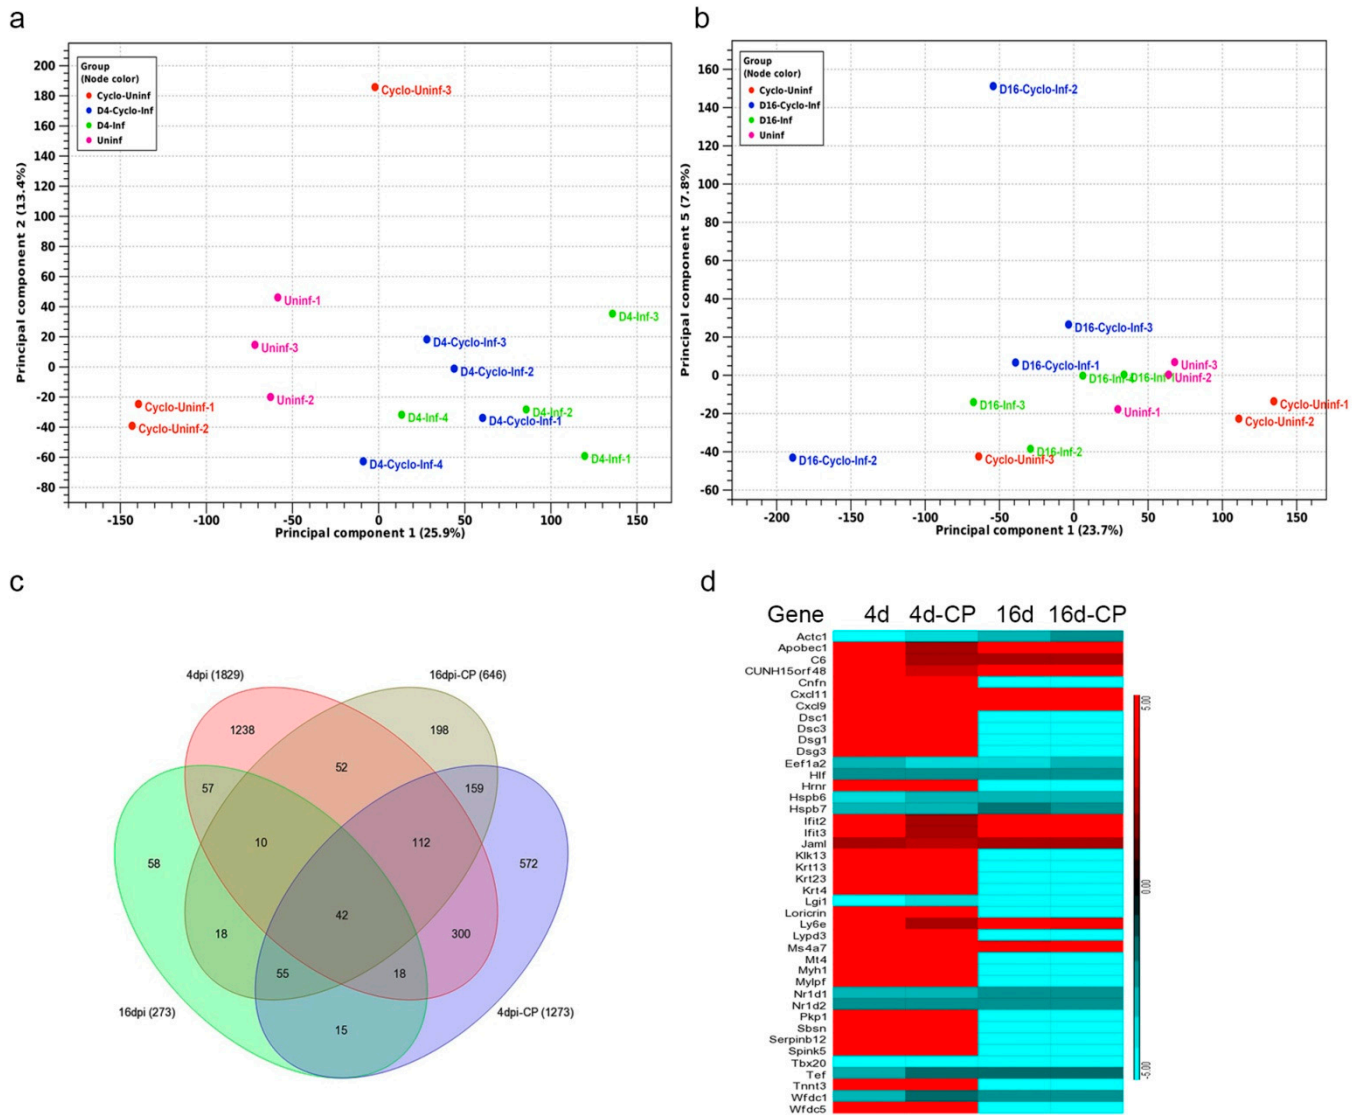 a
Principal component 2 (13.4%)
200
180
160
140
120
100
80
60
40
20
0
-20
-40
-60
-80
Group
(Node color)
Cyclo-Uninf
D4-Cyclo-Inf
D4-Inf
Uninf
Cyclo-Uninf-3
Uninf-1
D4-Inf-3
Uninf-3
D4-Cyclo-Inf-3
D4-Cyclo-Inf-2
Uninf-2
Cyclo-Uninf-1
Cyclo-Uninf-2
D4-Inf-4
D4-Inf-2
D4-Cyclo-Inf-1
D4-Cyclo-Inf-4
D4-Inf-1
-150 -100 -50 0 50 100 150
Principal component 1 (25.9%)
b
Principal component 5 (7.8%)
160
140
120
100
80
60
40
20
0
-20
-40
-60
Group
(Node color)
Cyclo-Uninf
D16-Cyclo-Inf
D16-Inf
Uninf
D16-Cyclo-Inf-2
D16-Cyclo-Inf-3
D16-Cyclo-Inf-1
Uninf-3
D16-Inf-4
Uninf-2
D16-Inf-3
Uninf-1
Cyclo-Uninf-1
Cyclo-Uninf-2
D16-Inf-2
Cyclo-Uninf-3
D16-Cyclo-Inf-2
-200 -150 -100 -50 0 50 100 150
Principal component 1 (23.7%)
c
4dpi (1829)
16dpi-CP (646)
1238
198
52
57
159
10
112
58
572
42
18
300
55
18
16dpi (273)
4dpi-CP (1273)
15
d
Gene 4d 4d-CP 16d 16d-CP
Actc1
Apobec1
C6
CUNH15orf48
Cnfn
Cxcl11
Cxcl9
Dsc1
Dsc3
Dsg1
Dsg3
Eef1a2
Hlf
Hrnr
Hspb6
Hspb7
Ifit2
Ifit3
Jaml
Klk13
Krt13
Krt23
Krt4
Lgi1
Loricrin
Ly6e
Lypd3
Ms4a7
Mt4
Myh1
Mylpf
Nr1d1
Nr1d2
Pkp1
Sbsn
Serpinb12
Spink5
Tbx20
Tef
Tnnt3
Wfdc1
Wfdc5
5.00
0.00
-5.00